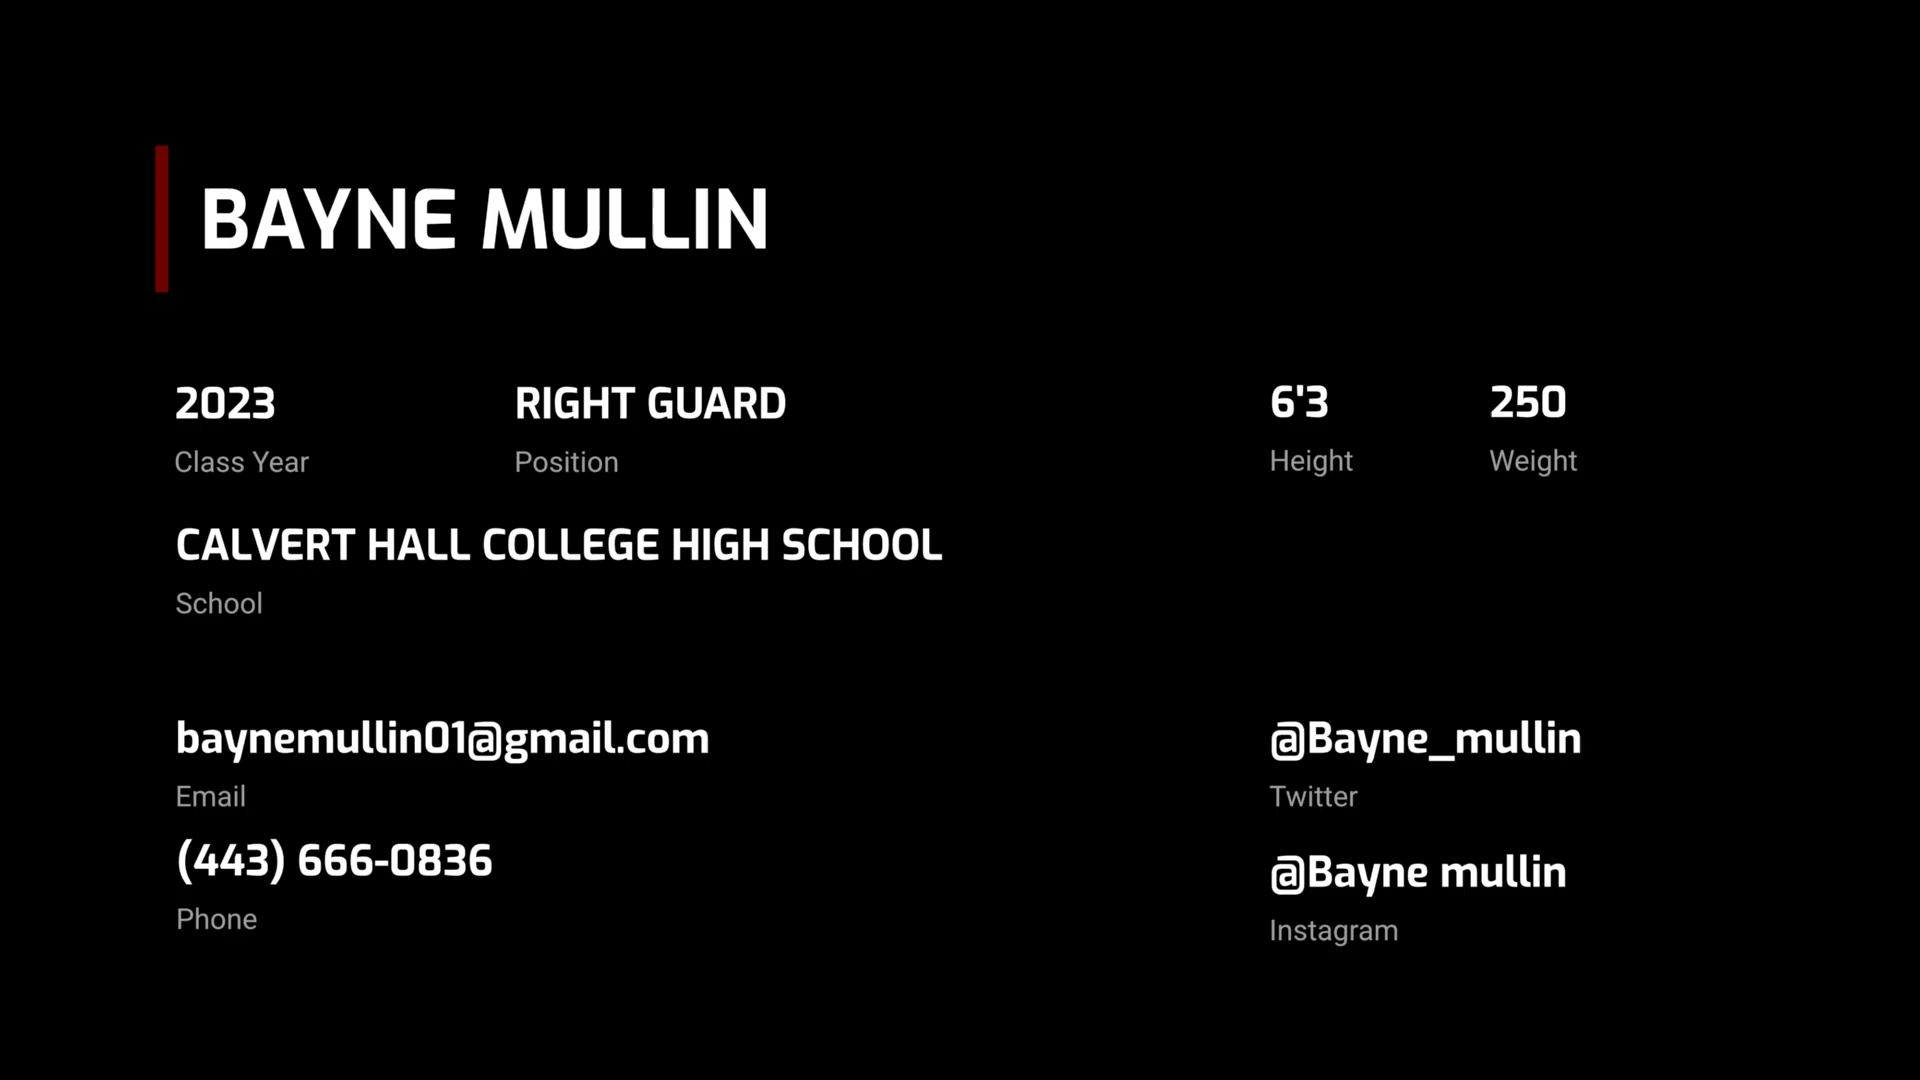 BAYNE MULLIN
2023
RIGHT GUARD
6'3
250
Class Year
Position
Height
Weight
CALVERT HALL COLLEGE HIGH SCHOOL
School
baynemullin01@gmail.com
@Bayne_mullin
Email
Twitter
(443) 666-0836
@Bayne mullin
Phone
Instagram